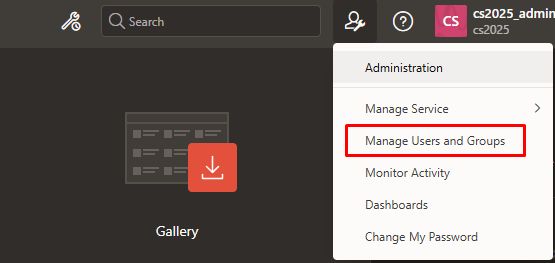 Search
CS
cs2025_admin
cs2025
Administration
Manage Service
Manage Users and Groups
Monitor Activity
Dashboards
Change My Password
Gallery